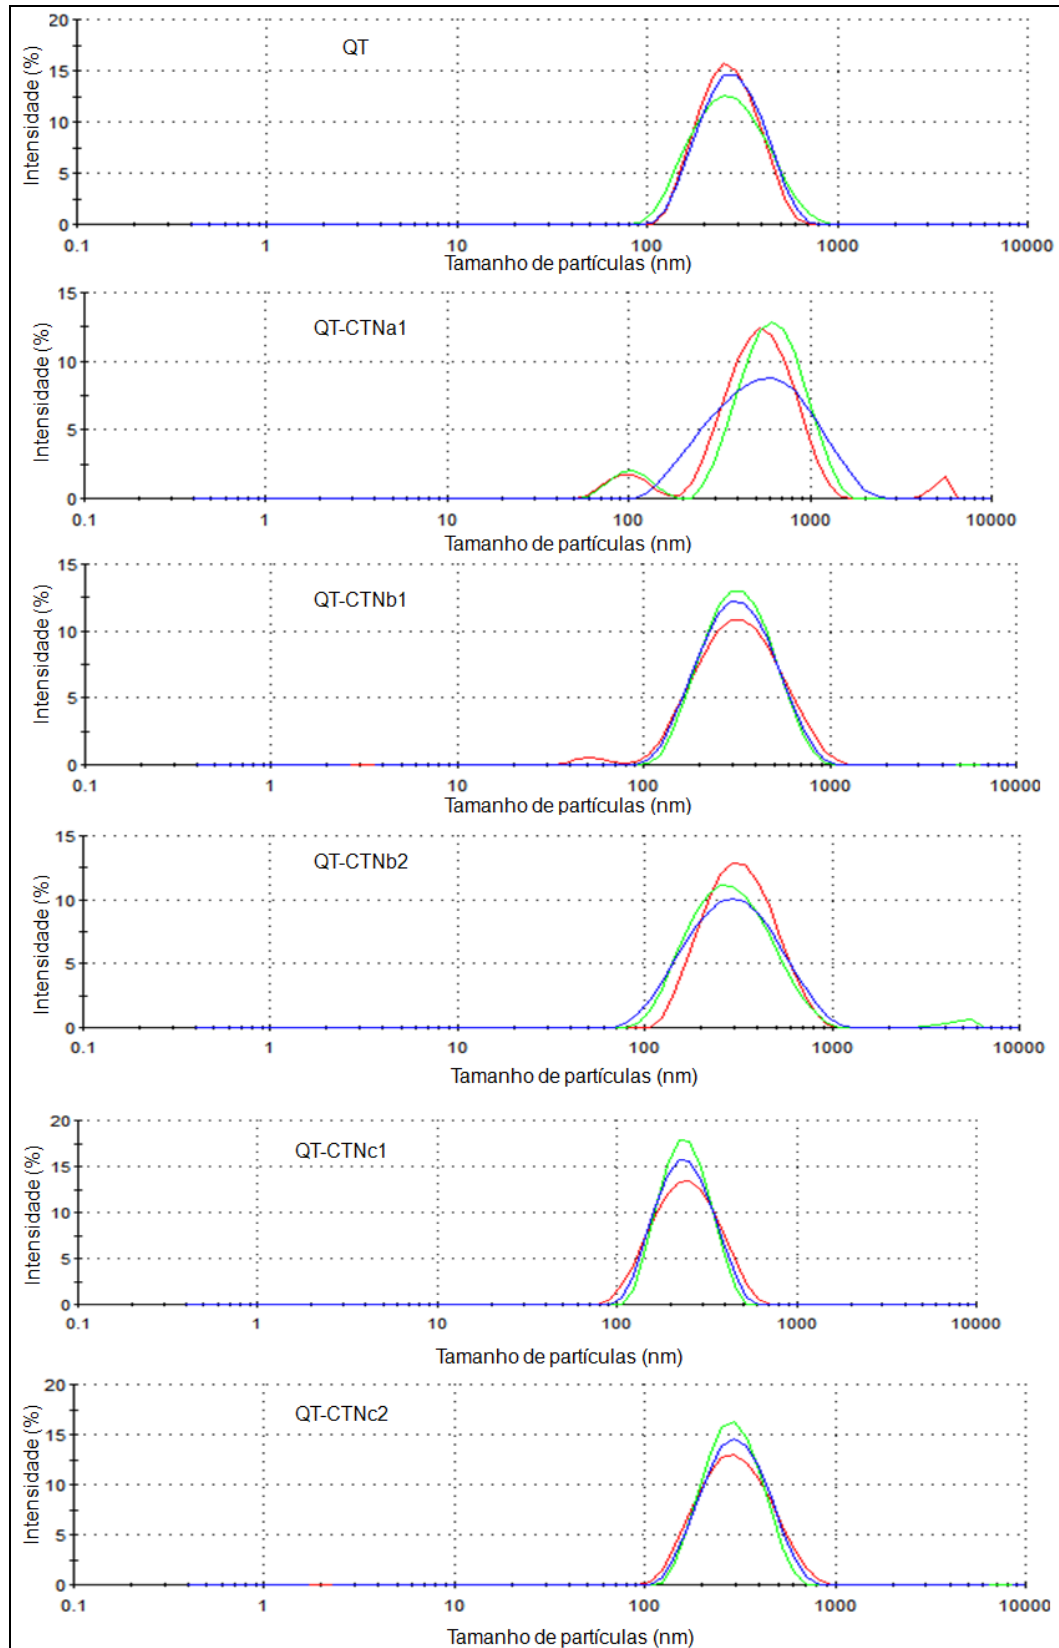 QT
Intensidade (%)
20
15
10
5
0
0.1 1 10 100 1000 10000
Tamanho de partículas (nm)
QT-CTNa1
Intensidade (%)
15
10
5
0
0.1 1 10 100 1000 10000
Tamanho de partículas (nm)
QT-CTNb1
Intensidade (%)
15
10
5
0
0.1 1 10 100 1000 10000
Tamanho de partículas (nm)
QT-CTNb2
Intensidade (%)
15
10
5
0
0.1 1 10 100 1000 10000
Tamanho de partículas (nm)
QT-CTNc1
Intensidade (%)
20
15
10
5
0
0.1 1 10 100 1000 10000
Tamanho de partículas (nm)
QT-CTNc2
Intensidade (%)
20
15
10
5
0
0.1 1 10 100 1000 10000
Tamanho de partículas (nm)